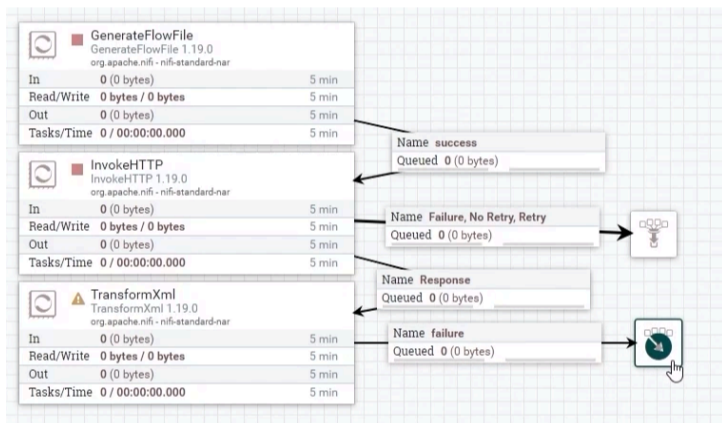 GenerateFlowFile
GenerateFlowFile 1.19.0
org.apache.nifi - nifi-standard-nar
In 0 (0 bytes) 5 min
Read/Write 0 bytes / 0 bytes 5 min
Out 0 (0 bytes) 5 min
Tasks/Time 0 / 00:00:00.000 5 min
Name success
Queued 0 (0 bytes)
InvokeHTTP
InvokeHTTP 1.19.0
org.apache.nifi - nifi-standard-nar
In 0 (0 bytes) 5 min
Read/Write 0 bytes / 0 bytes 5 min
Out 0 (0 bytes) 5 min
Tasks/Time 0 / 00:00:00.000 5 min
Name Failure, No Retry, Retry
Queued 0 (0 bytes)
Name Response
Queued 0 (0 bytes)
TransformXml
TransformXml 1.19.0
org.apache.nifi - nifi-standard-nar
In 0 (0 bytes) 5 min
Read/Write 0 bytes / 0 bytes 5 min
Out 0 (0 bytes) 5 min
Tasks/Time 0 / 00:00:00.000 5 min
Name failure
Queued 0 (0 bytes)